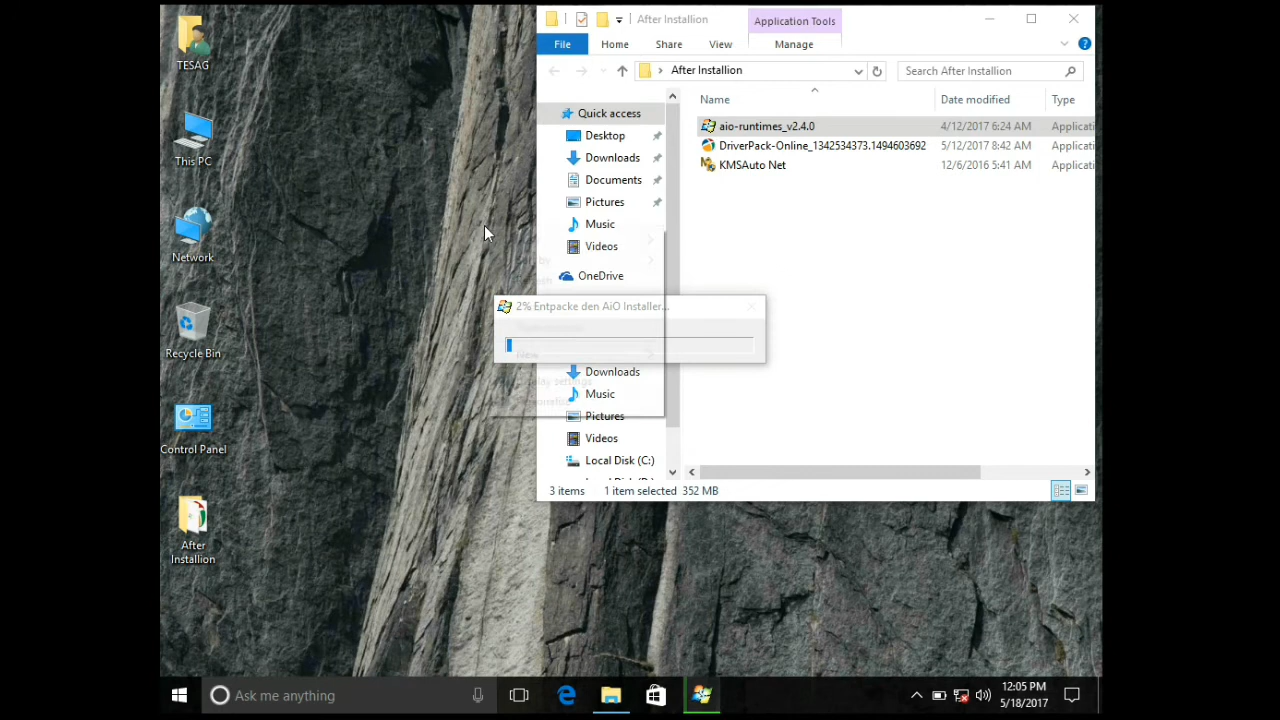 TESAG
This PC
Network
Recycle Bin
Control Panel
After
Installion
After Installion
Application Tools
File
Home
Share
View
Manage
After Installion
Search After Installion
Quick access
Desktop
Downloads
Documents
Pictures
Music
Videos
OneDrive
Downloads
Music
Pictures
Videos
Local Disk (C:)
Name
Date modified
Type
aio-runtimes_v2.4.0
4/12/2017 6:24 AM
Applicati
DriverPack-Online_1342534373.1494603692
5/12/2017 8:42 AM
Applicati
KMSAuto Net
12/6/2016 5:41 AM
Applicati
2% Entpacke den AiO Installer...
New
3 items
1 item selected
352 MB
Ask me anything
12:05 PM
5/18/2017